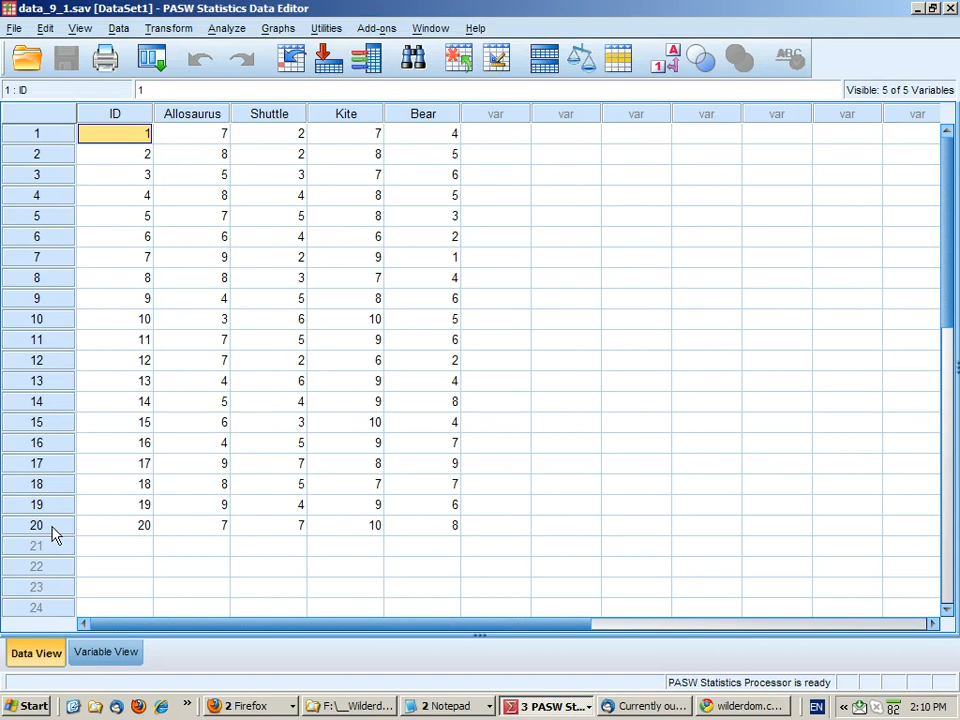 data_9_1.sav [DataSet1] - PASW Statistics Data Editor
File Edit View Data Transform Analyze Graphs Utilities Add-ons Window Help
A
1
ABC
1 : ID 1 Visible: 5 of 5 Variables
ID Allosaurus Shuttle Kite Bear var var var var var var var
1 1 7 2 7 4
2 2 8 2 8 5
3 3 5 3 7 6
4 4 8 4 8 5
5 5 7 5 8 3
6 6 6 4 6 2
7 7 9 2 9 1
8 8 8 3 7 4
9 9 4 5 8 6
10 10 3 6 10 5
11 11 7 5 9 6
12 12 7 2 6 2
13 13 4 6 9 4
14 14 5 4 9 8
15 15 6 3 10 4
16 16 4 5 9 7
17 17 9 7 8 9
18 18 8 5 7 7
19 19 9 4 9 6
20 20 7 7 10 8
21
22
23
24
Data View Variable View
PASW Statistics Processor is ready
Start » 2 Firefox F:\_Wilderd... 2 Notepad 3 PASW St... Currently ou... wilderdom.c... EN « 82 2:10 PM